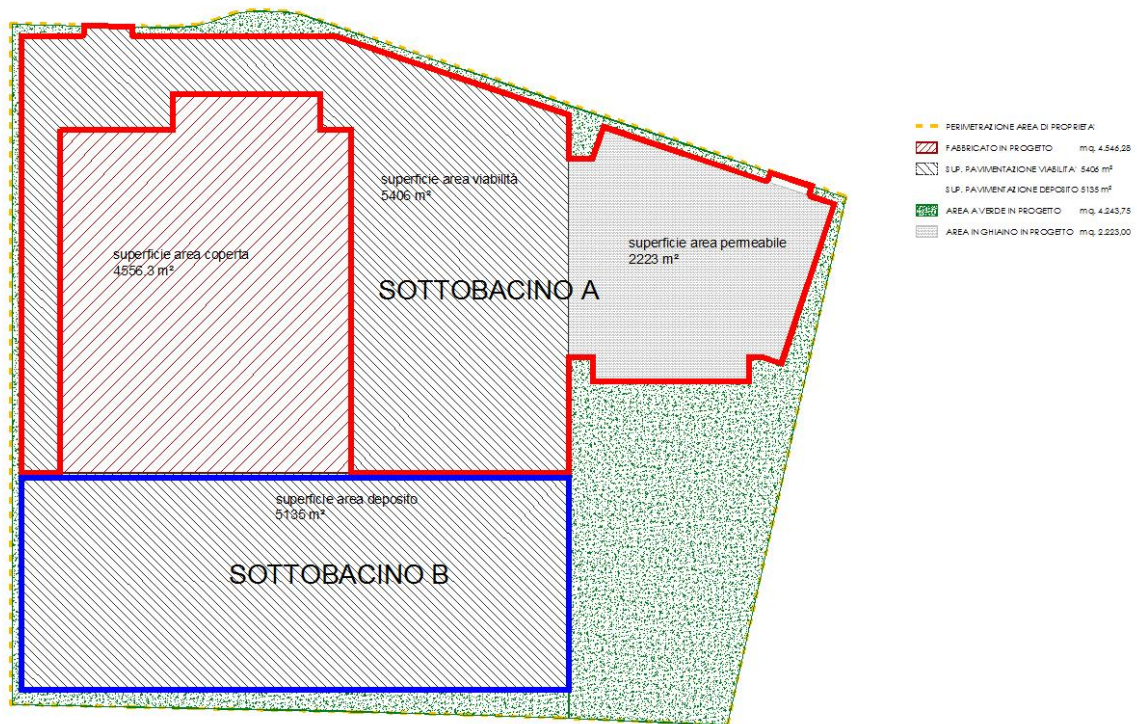 superficie area viabilità
5406 m²
superficie area coperta
4556.3 m²
superficie area permeabile
2223 m²
SOTTOBACINO A
superficie area deposito
5135 m²
SOTTOBACINO B
PERIMETRAZIONE AREA DI PROPRIETA'
FABBRICATO IN PROGETTO mq. 4.546,28
SUP. PAVIMENTAZIONE VIABILITA' 5406 m²
SUP. PAVIMENTAZIONE DEPOSITO 5135 m²
AREA A VERDE IN PROGETTO mq. 4.243,75
AREA IN GHIAINO IN PROGETTO mq. 2.223,00